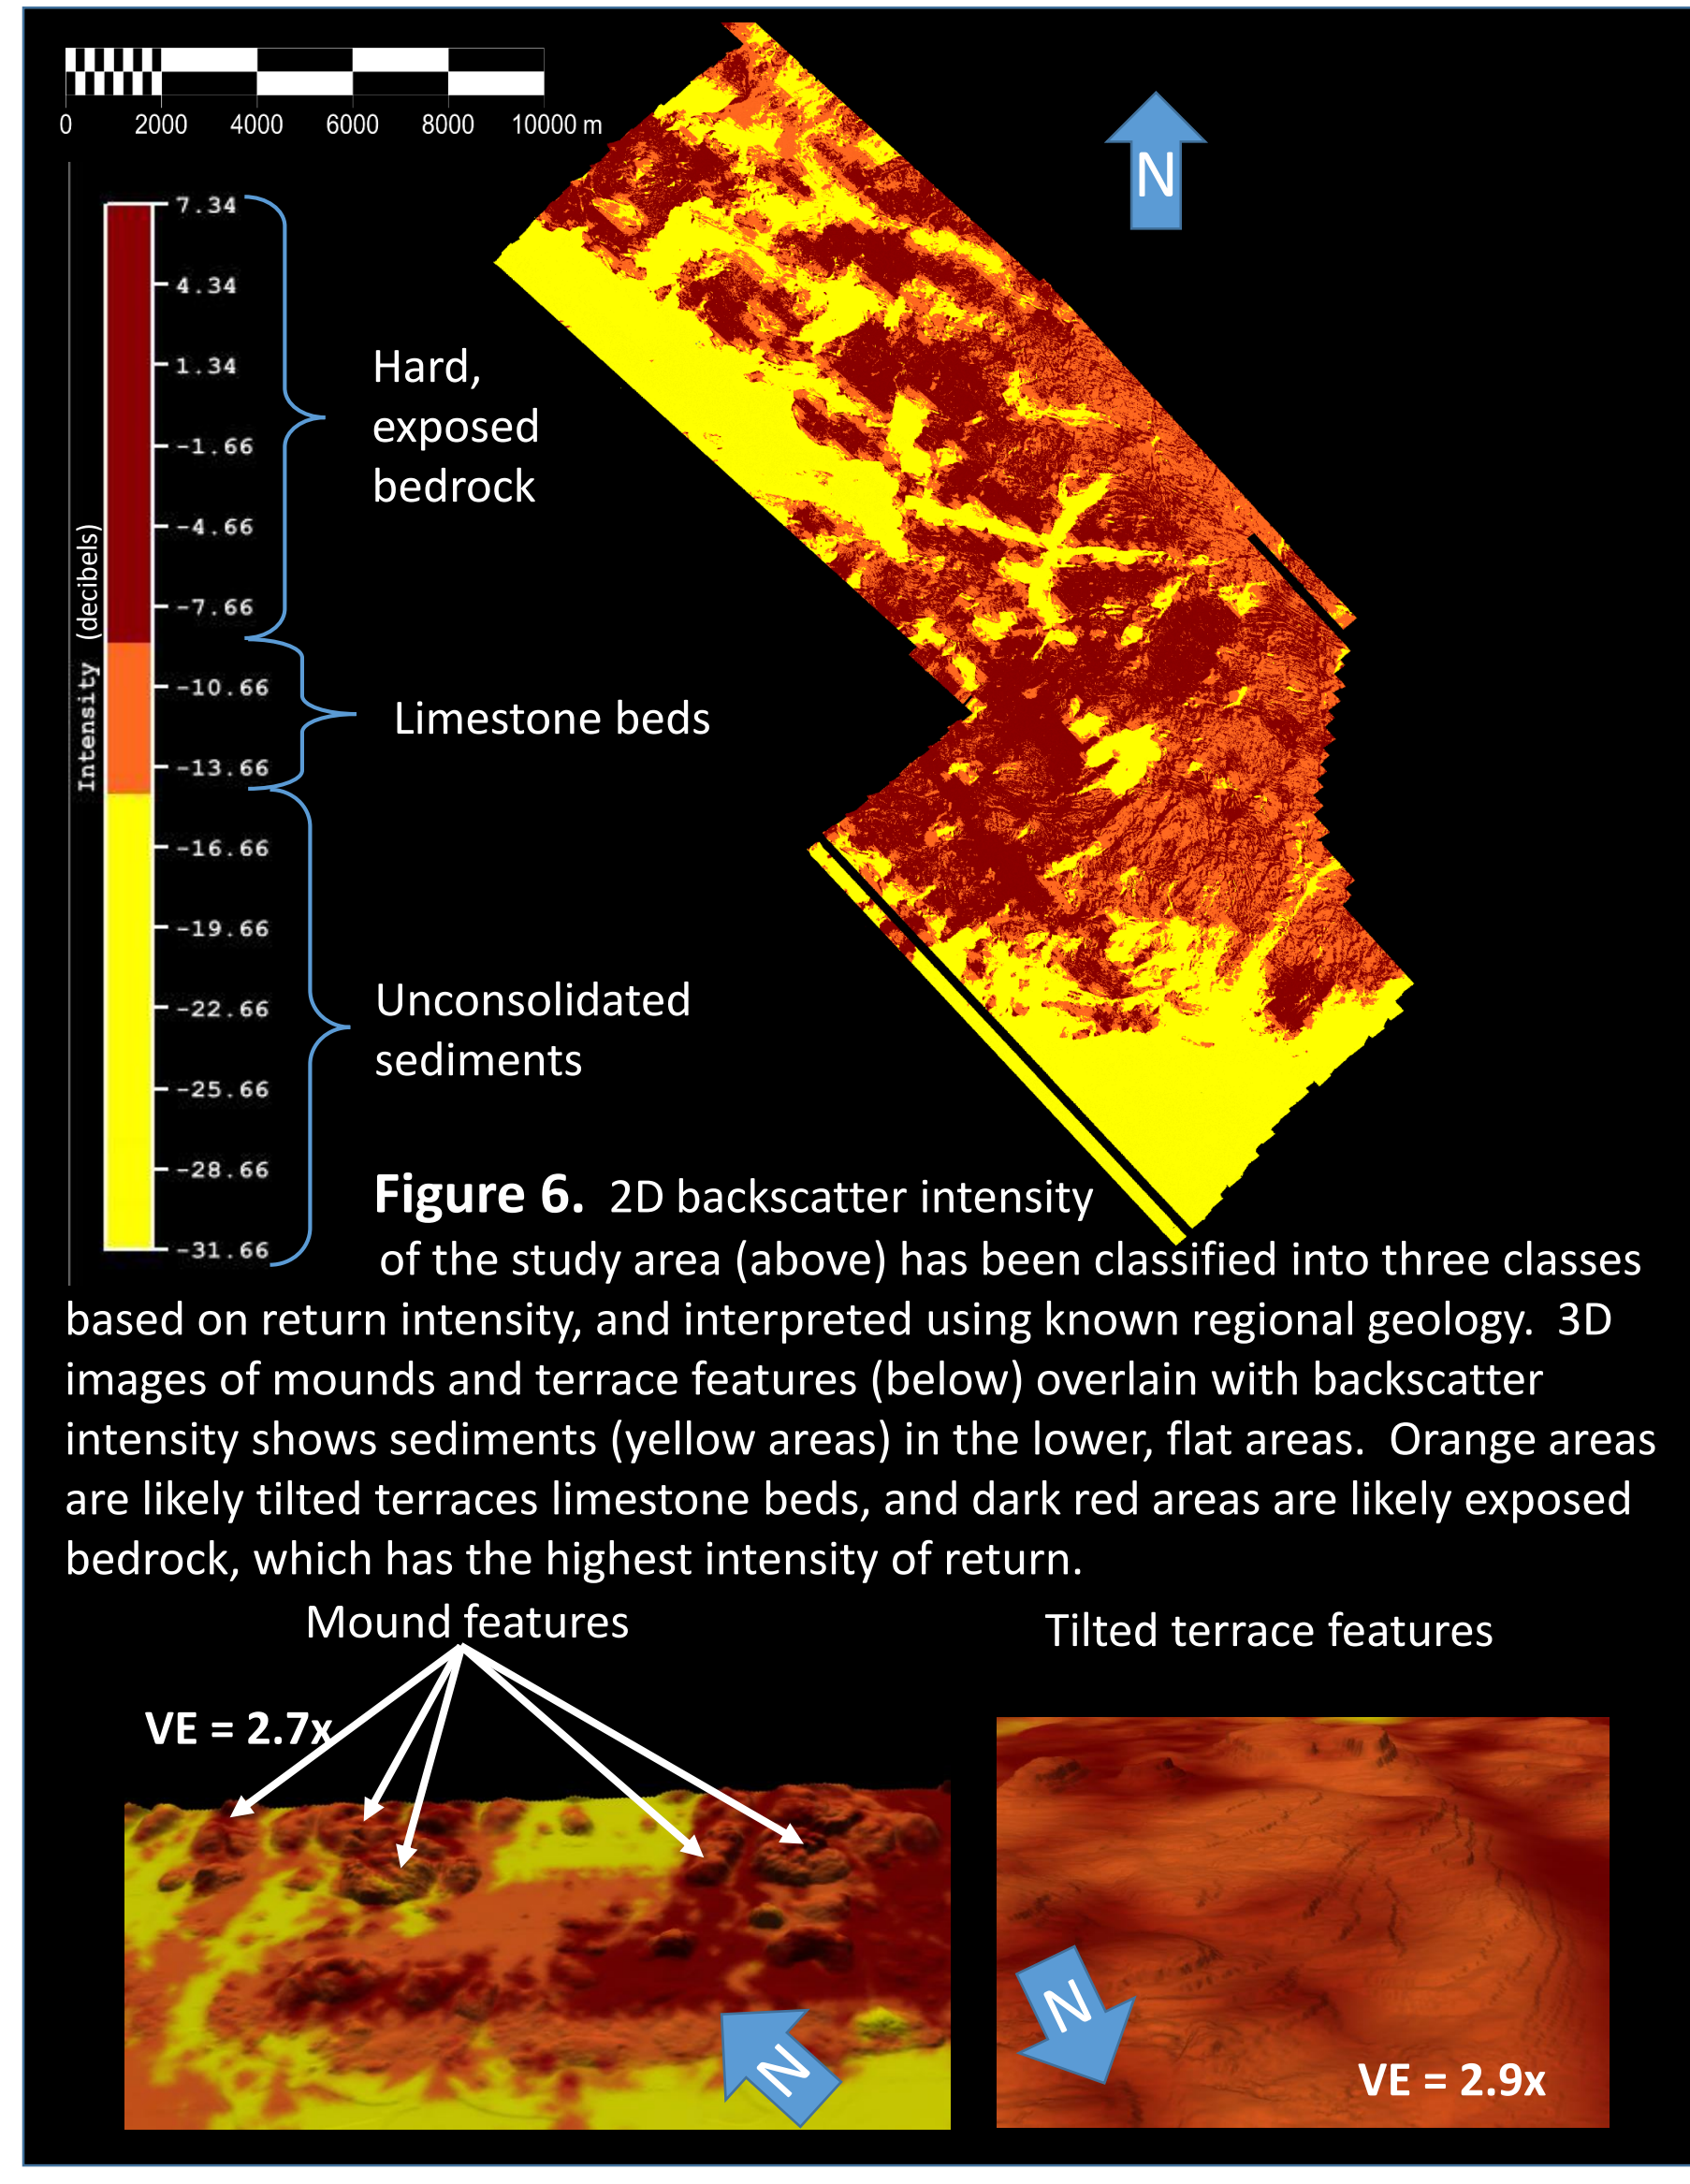 0 2000 4000 6000 8000 10000 m
N
7.34
4.34
1.34
-1.66
-4.66
-7.66
-10.66
-13.66
-16.66
-19.66
-22.66
-25.66
-28.66
-31.66
Intensity (decibels)
Hard,
exposed
bedrock
Limestone beds
Unconsolidated
sediments
Figure 6. 2D backscatter intensity
of the study area (above) has been classified into three classes
based on return intensity, and interpreted using known regional geology. 3D
images of mounds and terrace features (below) overlain with backscatter
intensity shows sediments (yellow areas) in the lower, flat areas. Orange areas
are likely tilted terraces limestone beds, and dark red areas are likely exposed
bedrock, which has the highest intensity of return.
Mound features
VE = 2.7x
N
Tilted terrace features
N
VE = 2.9x